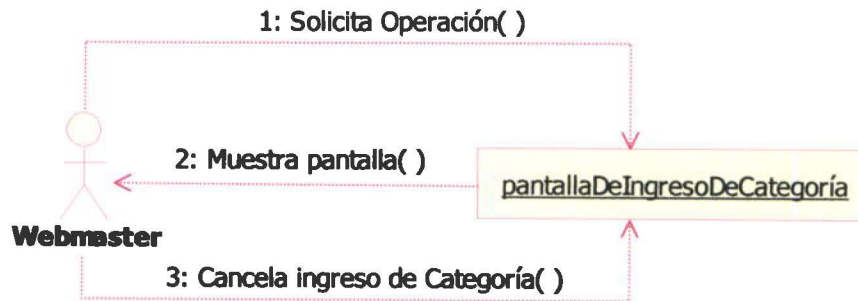 1: Solicita Operación( )
2: Muestra pantalla( )
pantallaDeIngresoDeCategoría
Webmaster
3: Cancela ingreso de Categoría( )